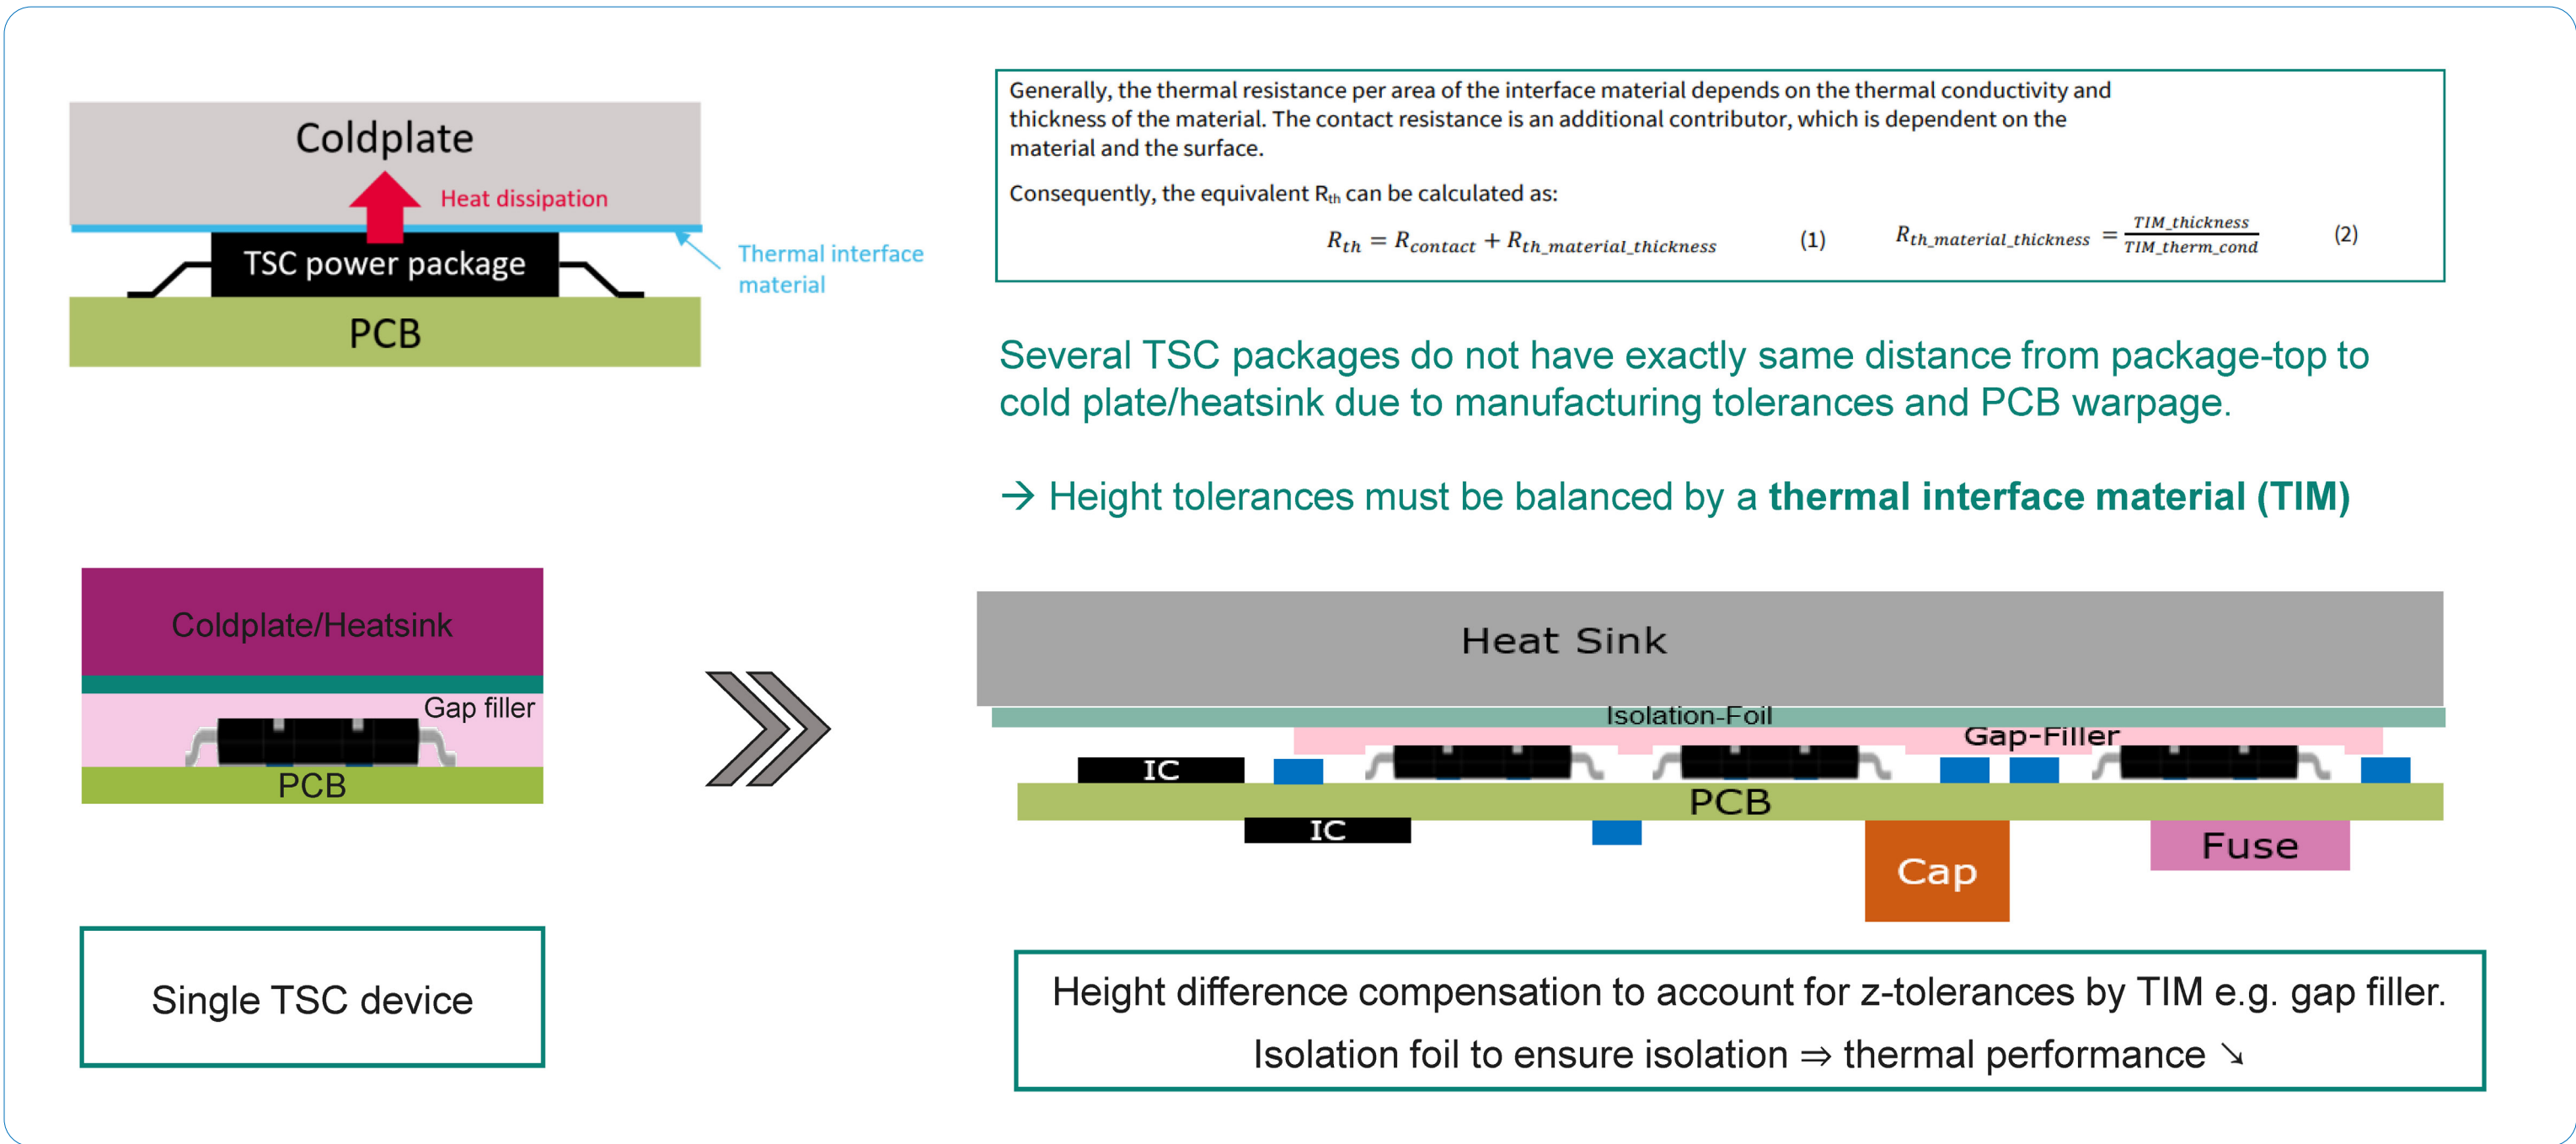 Coldplate
Heat dissipation
TSC power package
Thermal interface
material
PCB
Generally, the thermal resistance per area of the interface material depends on the thermal conductivity and
thickness of the material. The contact resistance is an additional contributor, which is dependent on the
material and the surface.
Consequently, the equivalent Rth can be calculated as:
Rth = Rcontact + Rth_material_thickness (1) Rth_material_thickness = TIM_thickness / TIM_therm_cond (2)
Several TSC packages do not have exactly same distance from package-top to
cold plate/heatsink due to manufacturing tolerances and PCB warpage.
→ Height tolerances must be balanced by a thermal interface material (TIM)
Coldplate/Heatsink
Gap filler
PCB
Single TSC device
Heat Sink
Isolation-Foil
Gap-Filler
IC
PCB
IC
Cap
Fuse
Height difference compensation to account for z-tolerances by TIM e.g. gap filler.
Isolation foil to ensure isolation ⇒ thermal performance ↘